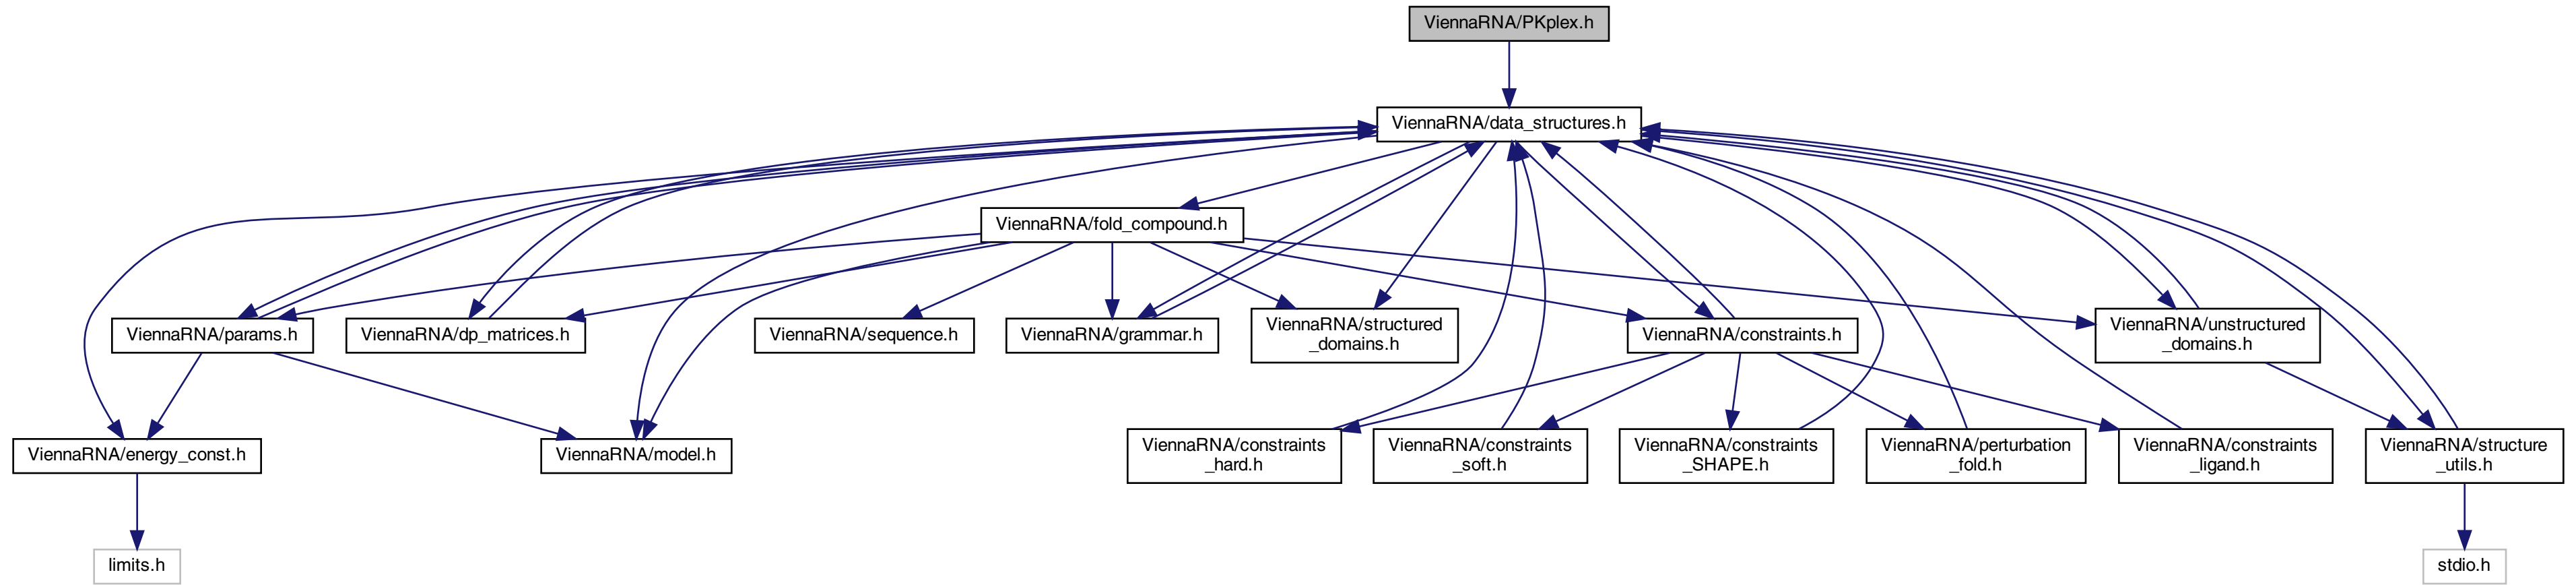 ViennaRNA/PKplex.h
ViennaRNA/data_structures.h
ViennaRNA/fold_compound.h
ViennaRNA/params.h
ViennaRNA/dp_matrices.h
ViennaRNA/sequence.h
ViennaRNA/grammar.h
ViennaRNA/structured
_domains.h
ViennaRNA/constraints.h
ViennaRNA/unstructured
_domains.h
ViennaRNA/energy_const.h
ViennaRNA/model.h
ViennaRNA/constraints
_hard.h
ViennaRNA/constraints
_soft.h
ViennaRNA/constraints
_SHAPE.h
ViennaRNA/perturbation
_fold.h
ViennaRNA/constraints
_ligand.h
ViennaRNA/structure
_utils.h
limits.h
stdio.h